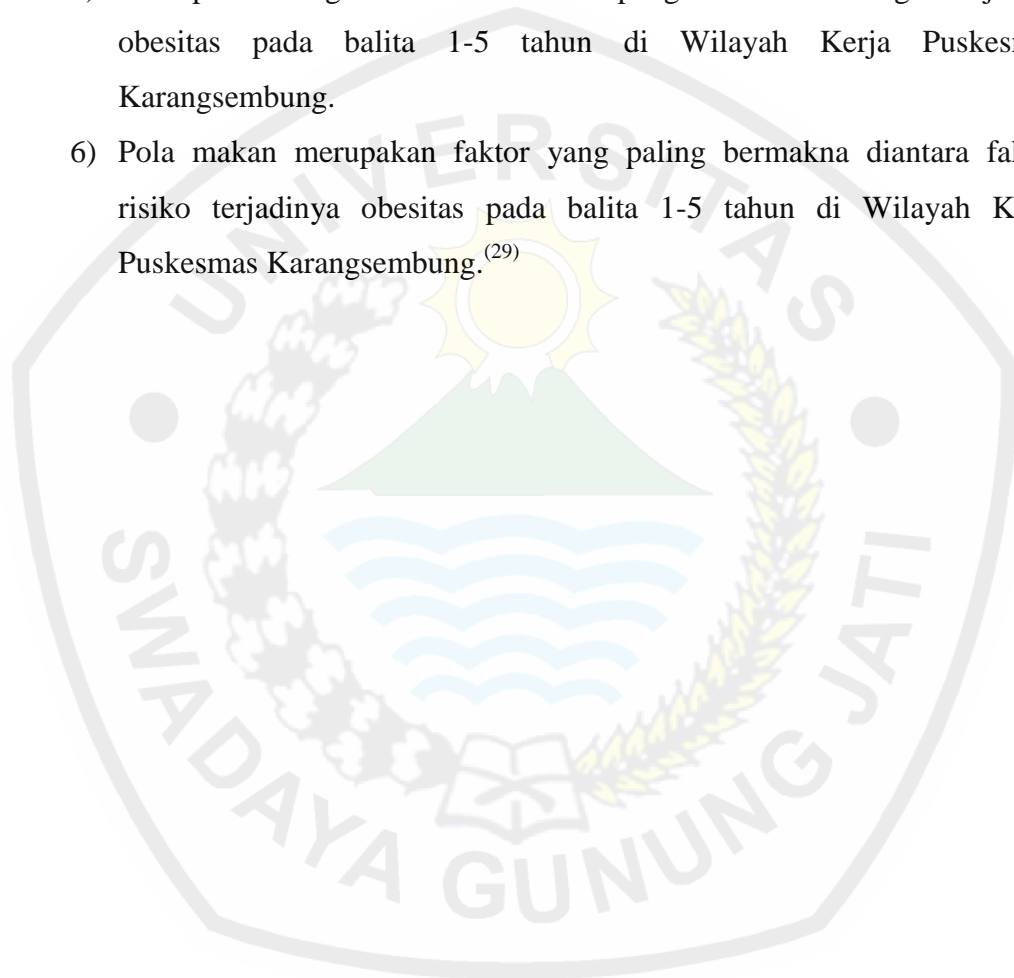 obesitas pada balita 1-5 tahun di Wilayah Kerja
Karangsembung.
6) Pola makan merupakan faktor yang paling bermakna diantara
risiko terjadinya obesitas pada balita 1-5 tahun di Wilayah
Puskesmas Karangsembung.(29)
UNIVERSITAS
SWADAYA GUNUNG JATI